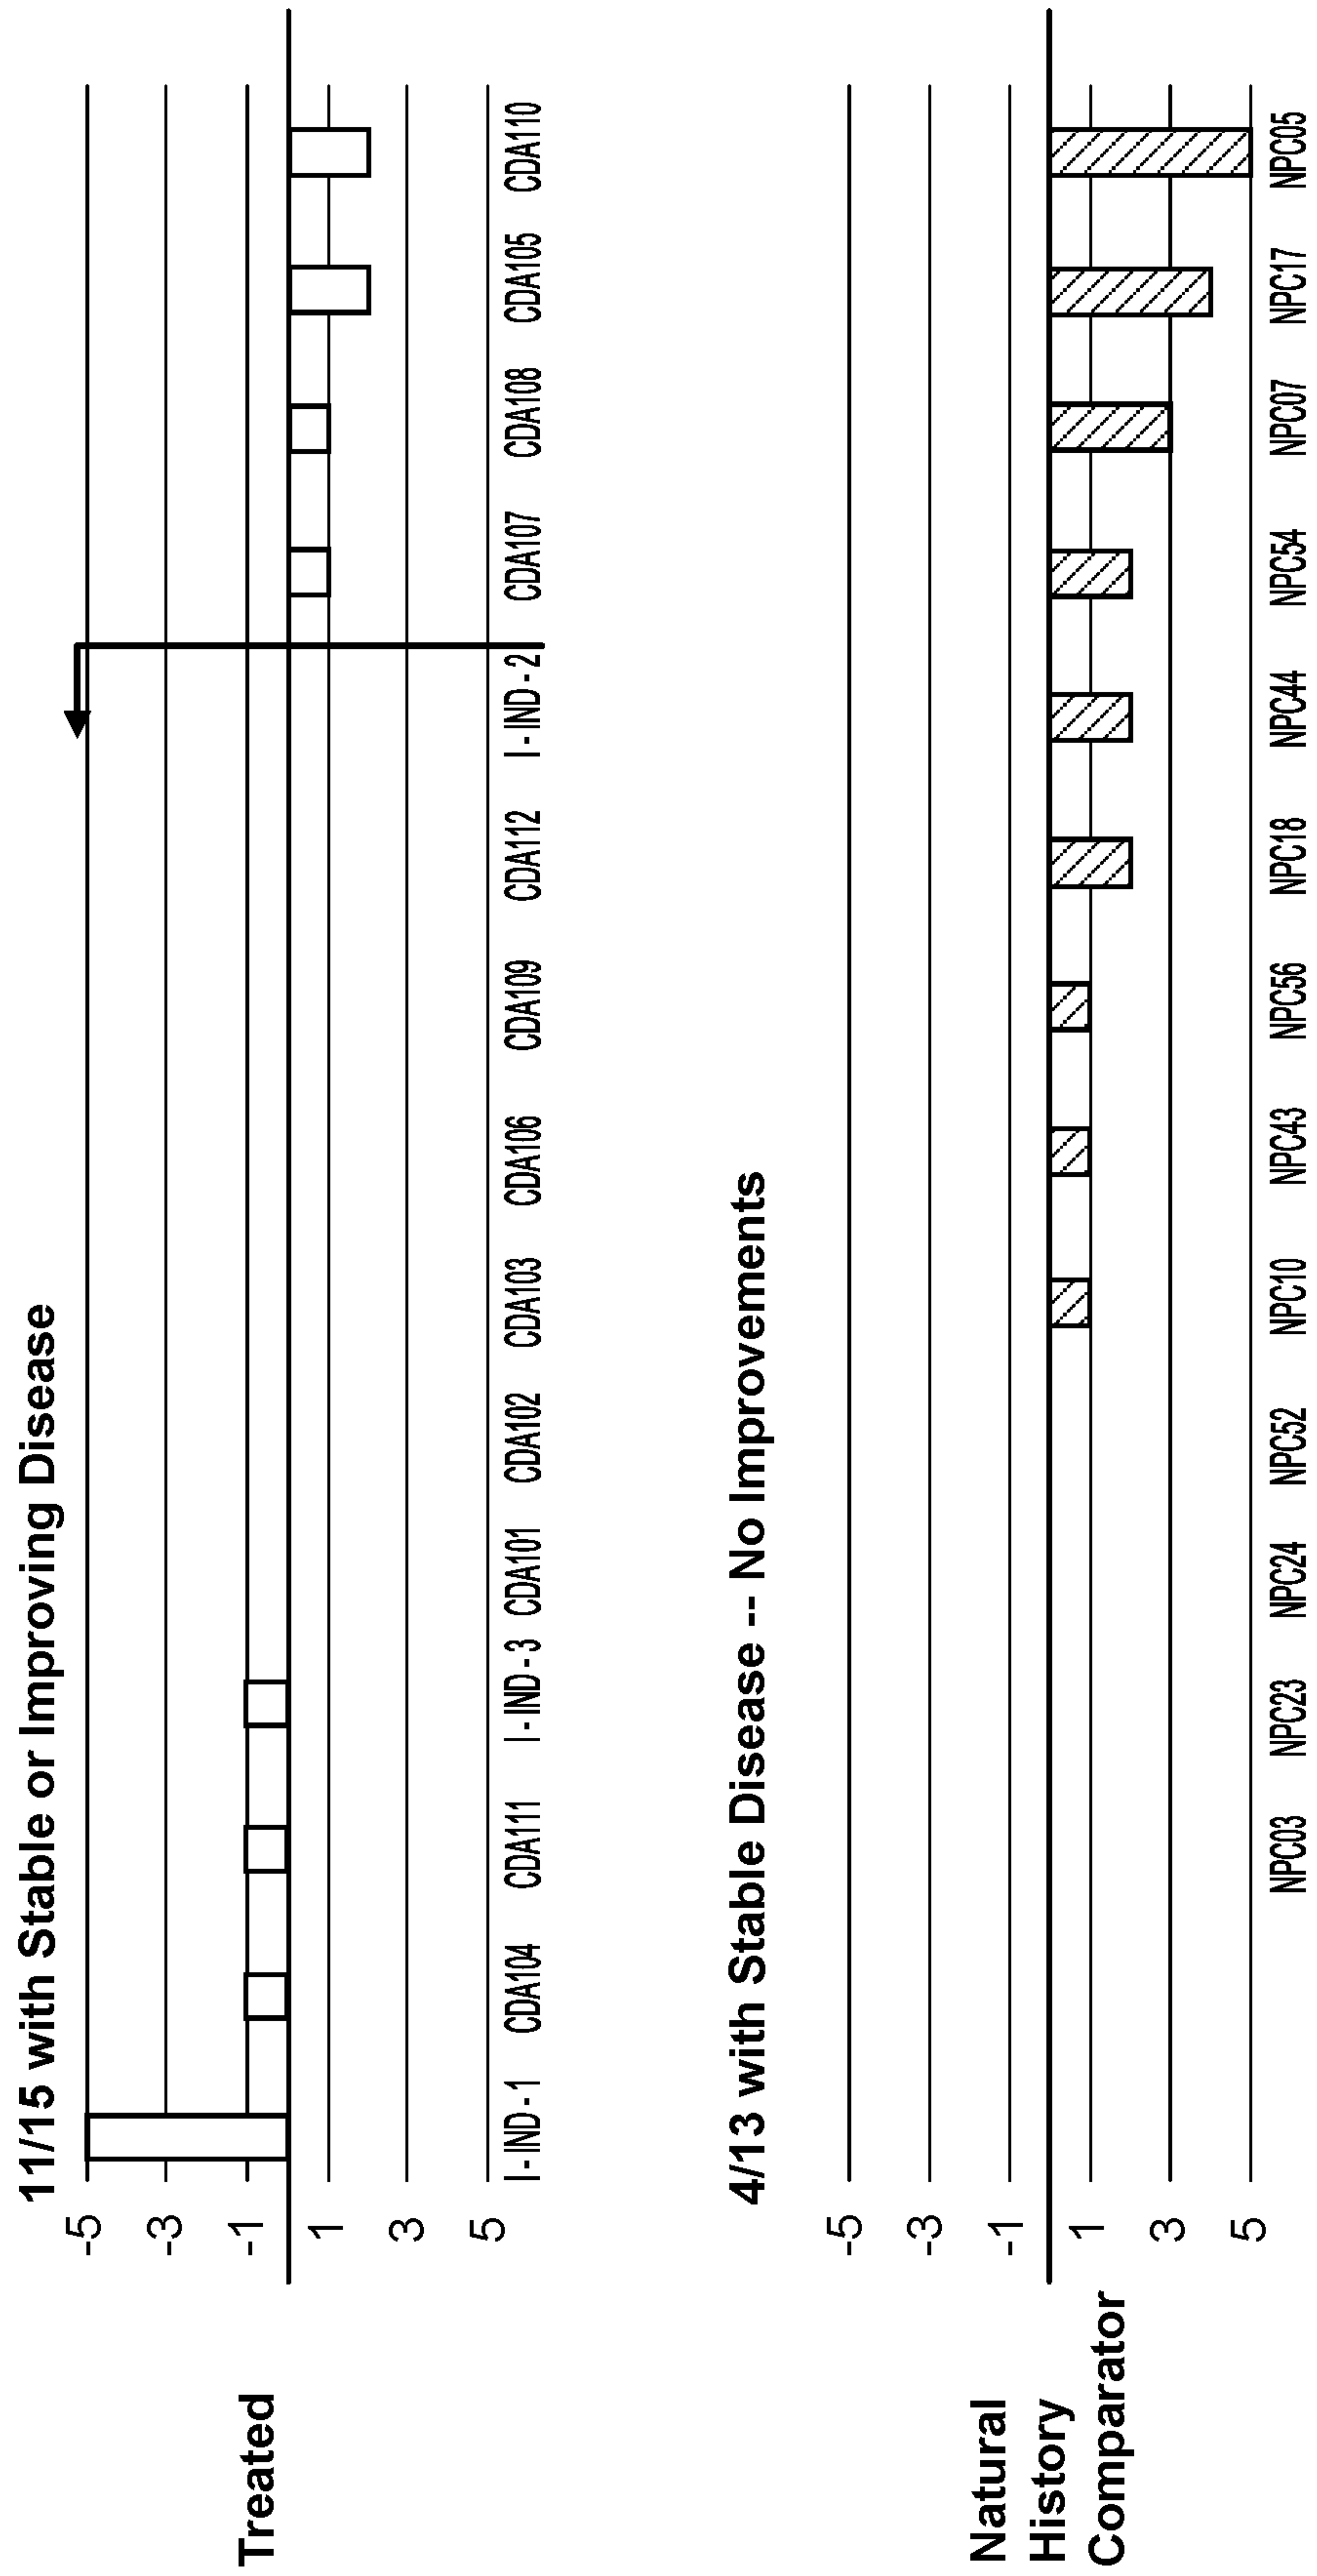 11/15 with Stable or Improving Disease
-5
-3
-1
1
3
5
Treated
I-IND-1 CDA104 CDA111 I-IND-3 CDA101 CDA102 CDA103 CDA106 CDA109 CDA112 I-IND-2 CDA107 CDA108 CDA105 CDA110
4/13 with Stable Disease -- No Improvements
-5
-3
-1
1
3
5
Natural
History
Comparator
NPC03 NPC23 NPC24 NPC52 NPC10 NPC43 NPC56 NPC18 NPC44 NPC54 NPC07 NPC17 NPC05